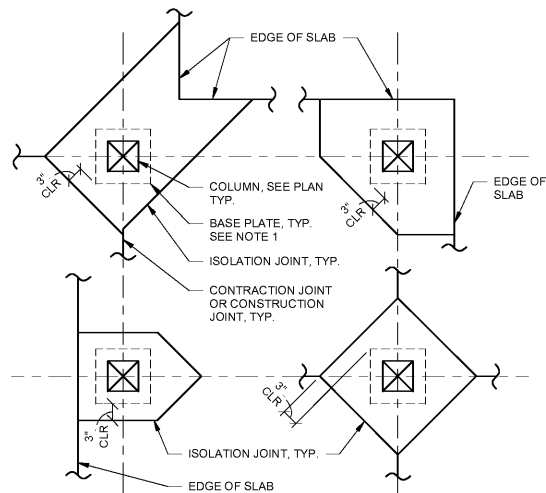 EDGE OF SLAB
3"
CLR
COLUMN, SEE PLAN
TYP.
BASE PLATE, TYP.
SEE NOTE 1
ISOLATION JOINT, TYP.
CONTRACTION JOINT
OR CONSTRUCTION
JOINT, TYP.
3"
CLR
EDGE OF
SLAB
3"
CLR
3"
CLR
ISOLATION JOINT, TYP.
EDGE OF SLAB